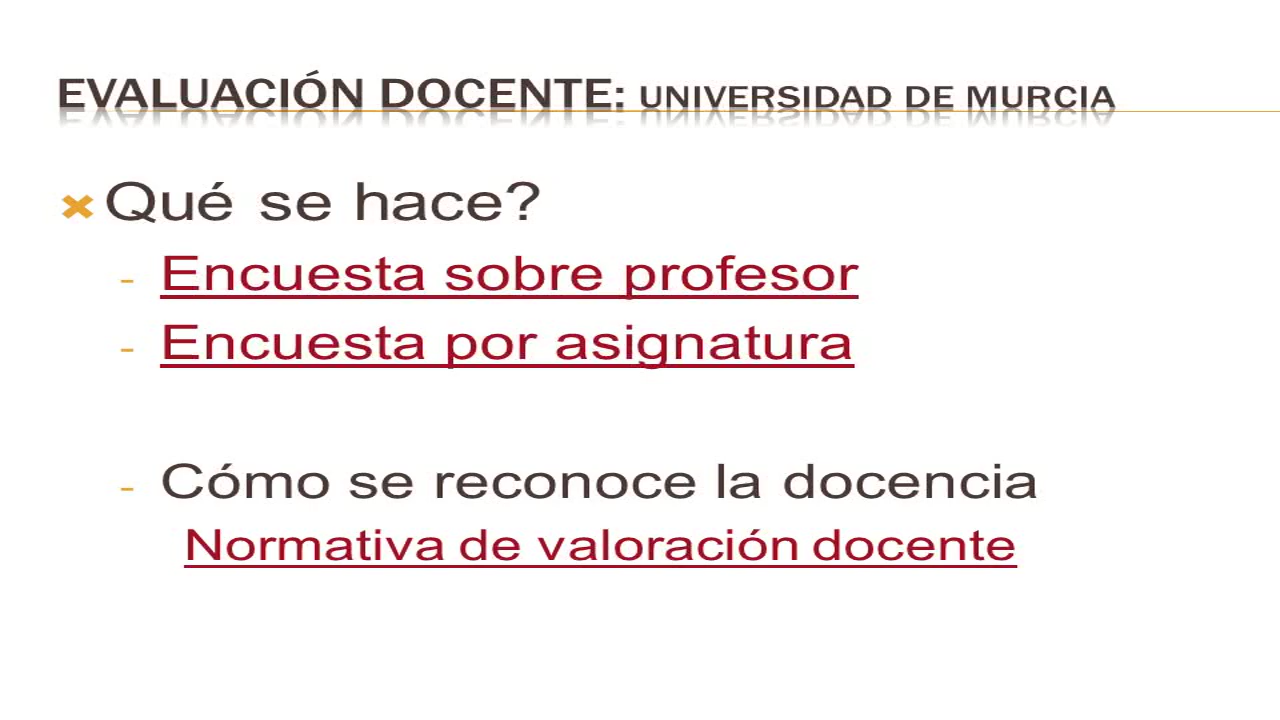 EVALUACIÓN DOCENTE: UNIVERSIDAD DE MURCIA
Qué se hace?
- Encuesta sobre profesor
- Encuesta por asignatura
- Cómo se reconoce la docencia
Normativa de valoración docente